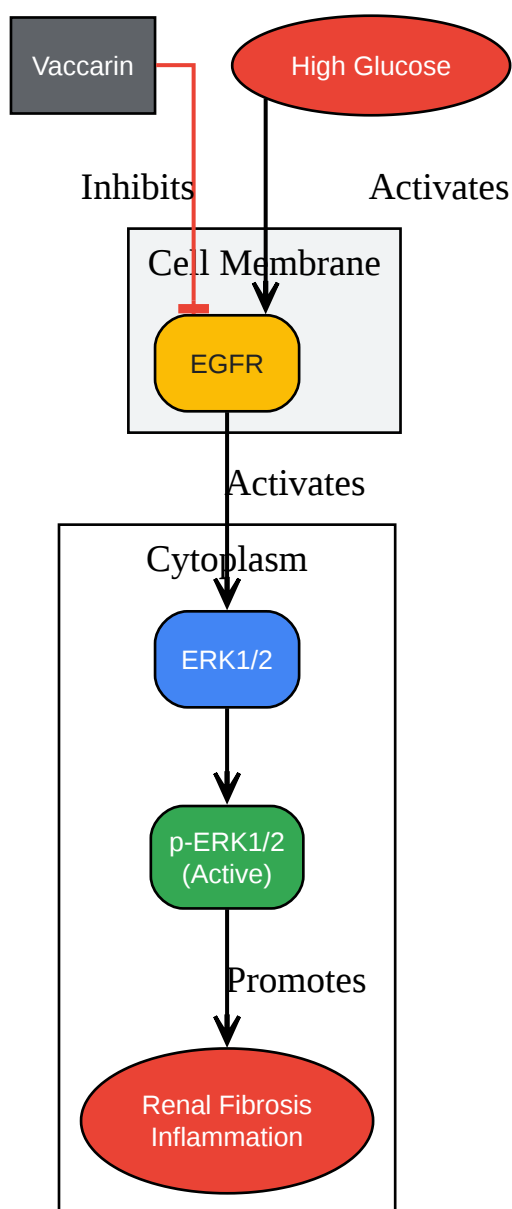 Vaccarin
High Glucose
Inhibits
Activates
Cell Membrane
EGFR
Activates
Cytoplasm
ERK1/2
p-ERK1/2
(Active)
Promotes
Renal Fibrosis
Inflammation